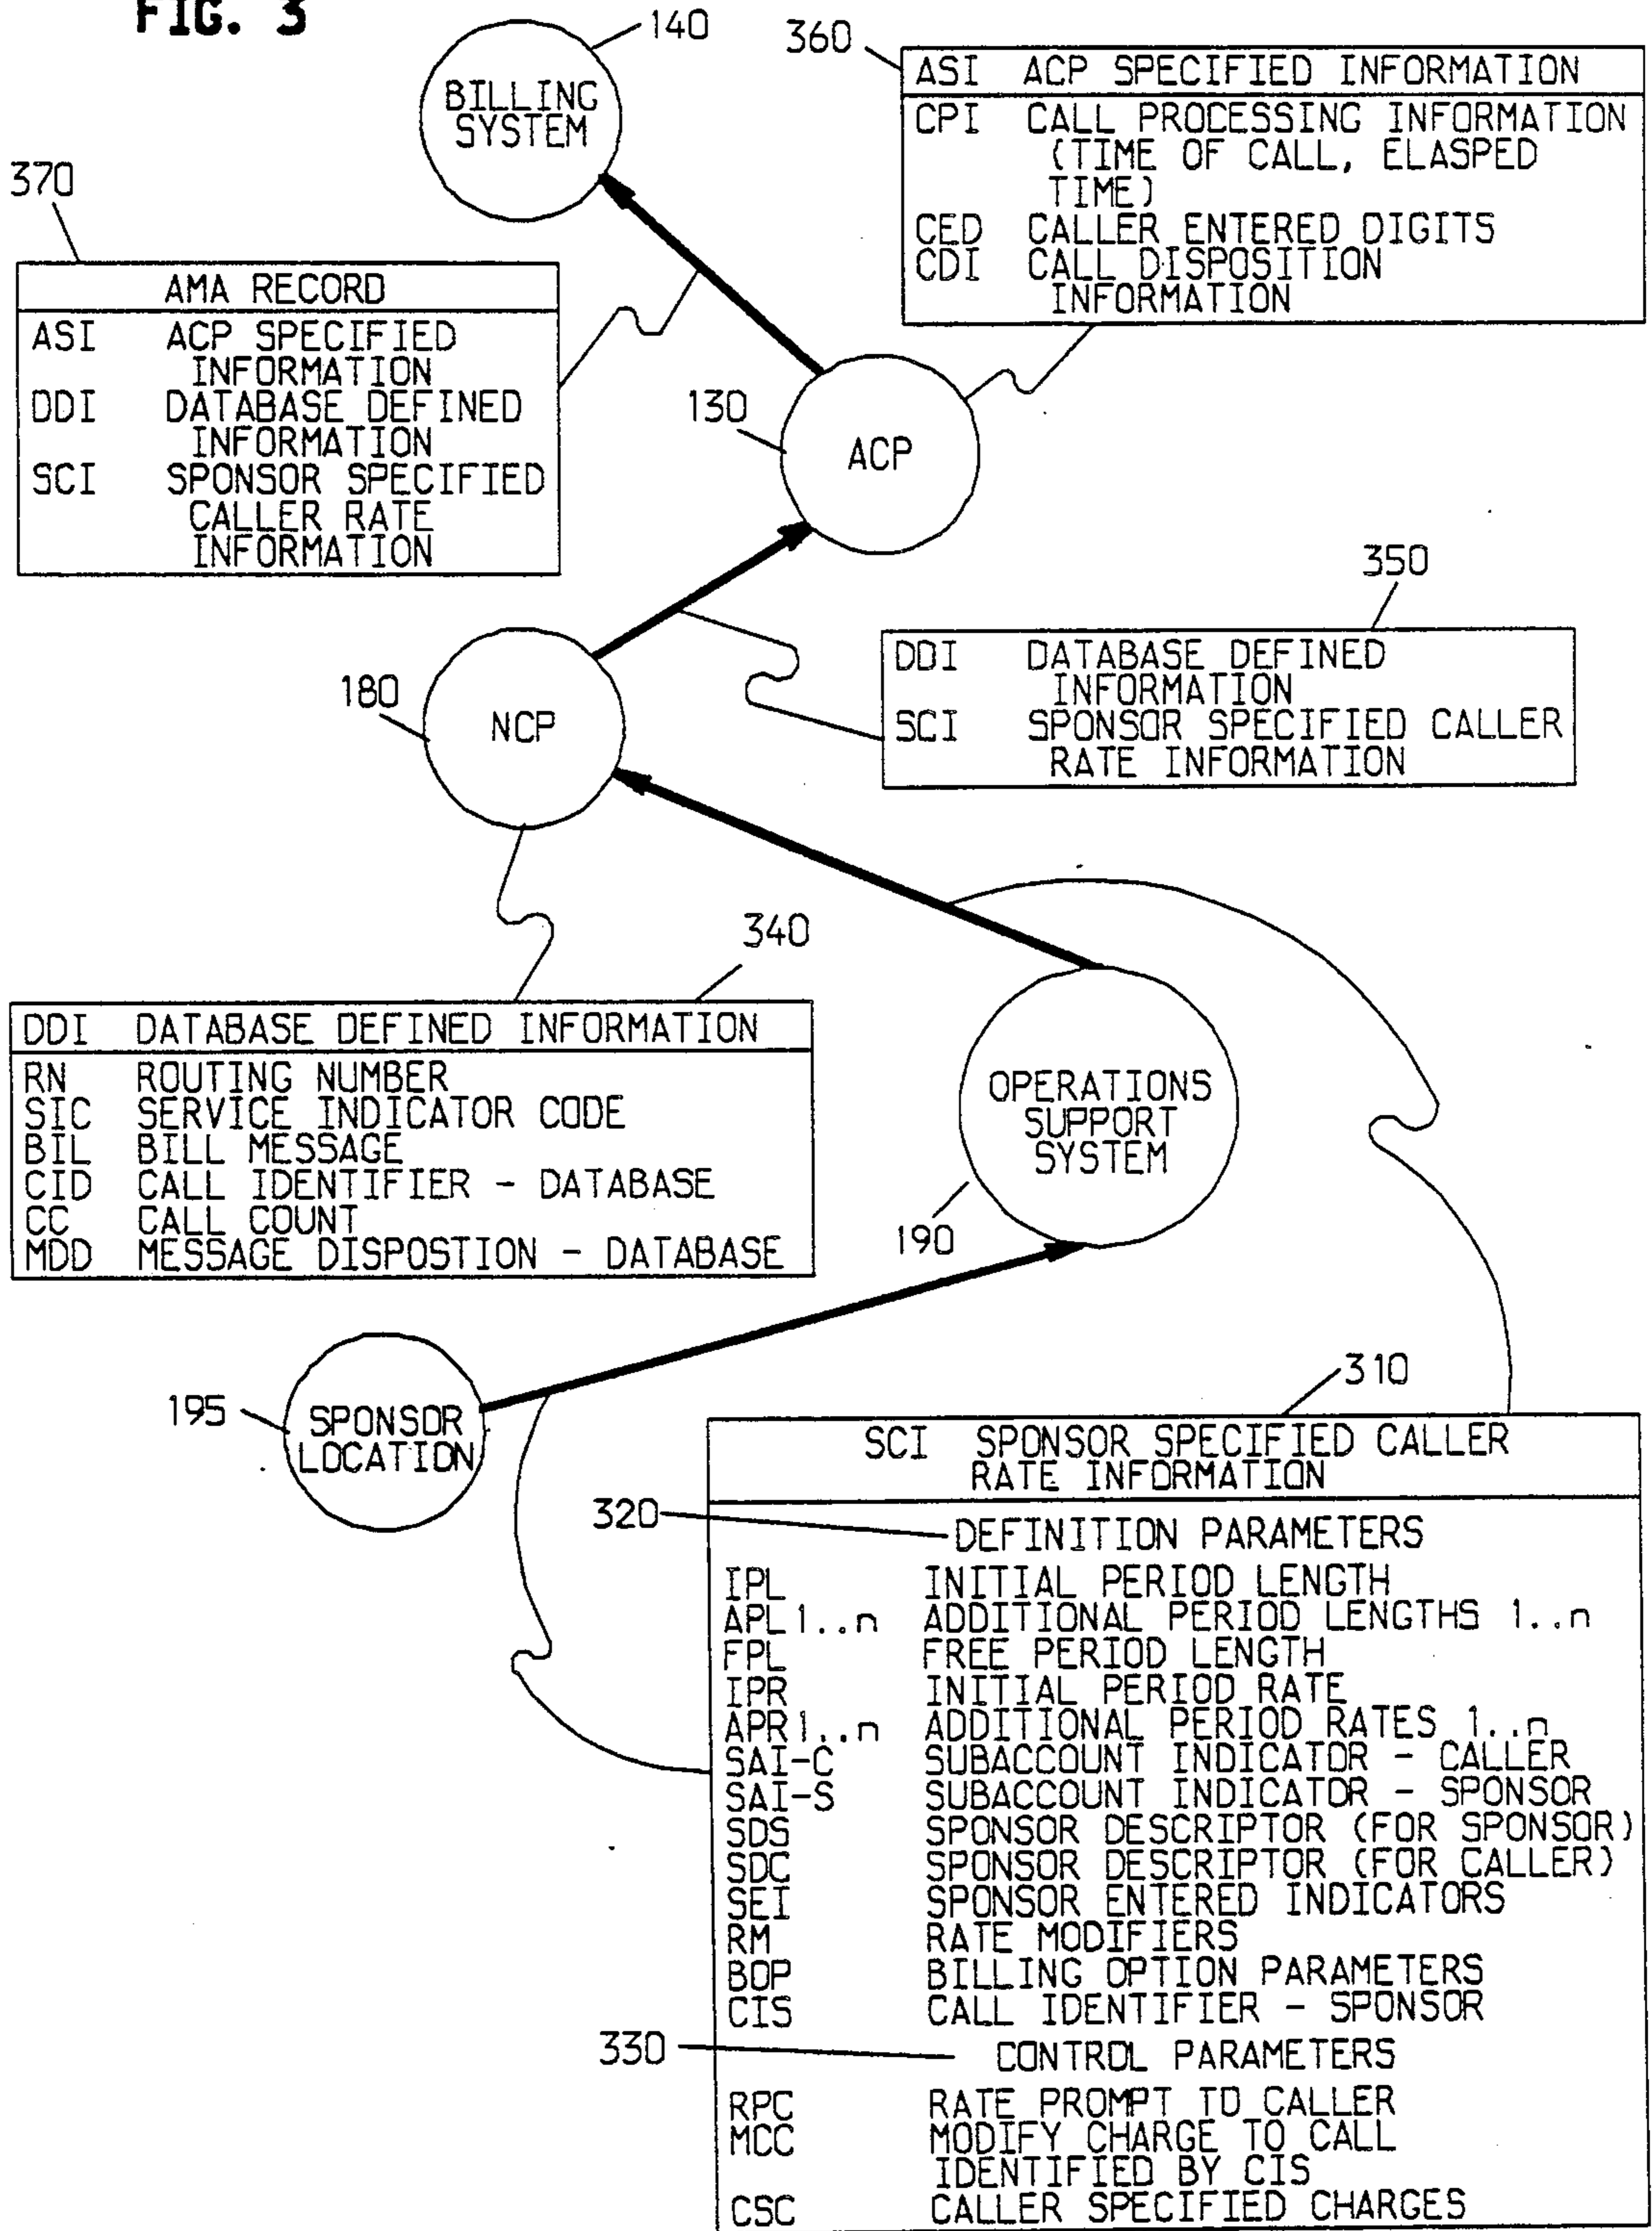 FIG. 3
140
BILLING
SYSTEM
360
ASI ACP SPECIFIED INFORMATION
CPI CALL PROCESSING INFORMATION
(TIME OF CALL, ELASPED
TIME)
CED CALLER ENTERED DIGITS
CDI CALL DISPOSITION
INFORMATION
370
AMA RECORD
ASI ACP SPECIFIED
INFORMATION
DDI DATABASE DEFINED
INFORMATION
SCI SPONSOR SPECIFIED
CALLER RATE
INFORMATION
130
ACP
350
DDI DATABASE DEFINED
INFORMATION
SCI SPONSOR SPECIFIED CALLER
RATE INFORMATION
180
NCP
340
DDI DATABASE DEFINED INFORMATION
RN ROUTING NUMBER
SIC SERVICE INDICATOR CODE
BIL BILL MESSAGE
CID CALL IDENTIFIER - DATABASE
CC CALL COUNT
MDD MESSAGE DISPOSTION - DATABASE
OPERATIONS
SUPPORT
SYSTEM
190
195
SPONSOR
LOCATION
310
SCI SPONSOR SPECIFIED CALLER
RATE INFORMATION
320
DEFINITION PARAMETERS
IPL INITIAL PERIOD LENGTH
APL1..n ADDITIONAL PERIOD LENGTHS 1..n
FPL FREE PERIOD LENGTH
IPR INITIAL PERIOD RATE
APR1..n ADDITIONAL PERIOD RATES 1..n
SAI-C SUBACCOUNT INDICATOR - CALLER
SAI-S SUBACCOUNT INDICATOR - SPONSOR
SDS SPONSOR DESCRIPTOR (FOR SPONSOR)
SDC SPONSOR DESCRIPTOR (FOR CALLER)
SEI SPONSOR ENTERED INDICATORS
RM RATE MODIFIERS
BOP BILLING OPTION PARAMETERS
CIS CALL IDENTIFIER - SPONSOR
330
CONTROL PARAMETERS
RPC RATE PROMPT TO CALLER
MCC MODIFY CHARGE TO CALL
IDENTIFIED BY CIS
CSC CALLER SPECIFIED CHARGES